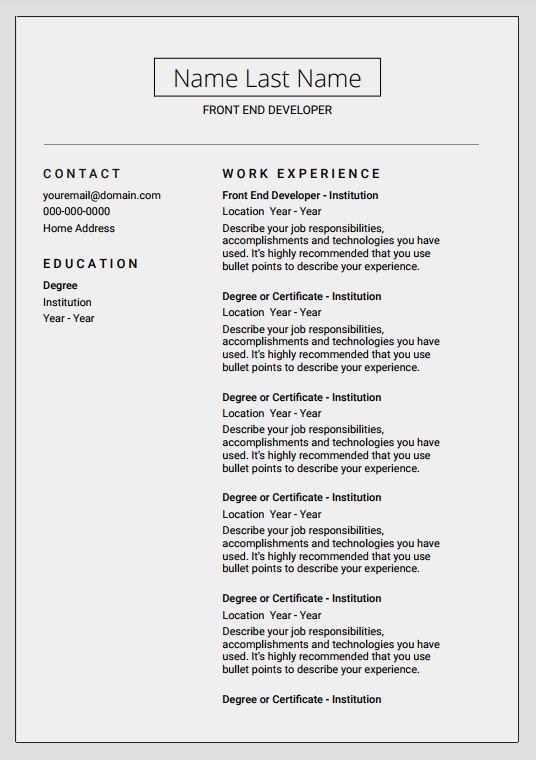 Name Last Name
FRONT END DEVELOPER
CONTACT
youremail@domain.com
000-000-0000
Home Address
EDUCATION
Degree
Institution
Year - Year
WORK EXPERIENCE
Front End Developer - Institution
Location  Year - Year
Describe your job responsibilities,
accomplishments and technologies you have
used. It's highly recommended that you use
bullet points to describe your experience.
Degree or Certificate - Institution
Location  Year - Year
Describe your job responsibilities,
accomplishments and technologies you have
used. It's highly recommended that you use
bullet points to describe your experience.
Degree or Certificate - Institution
Location  Year - Year
Describe your job responsibilities,
accomplishments and technologies you have
used. It's highly recommended that you use
bullet points to describe your experience.
Degree or Certificate - Institution
Location  Year - Year
Describe your job responsibilities,
accomplishments and technologies you have
used. It's highly recommended that you use
bullet points to describe your experience.
Degree or Certificate - Institution
Location  Year - Year
Describe your job responsibilities,
accomplishments and technologies you have
used. It's highly recommended that you use
bullet points to describe your experience.
Degree or Certificate - Institution